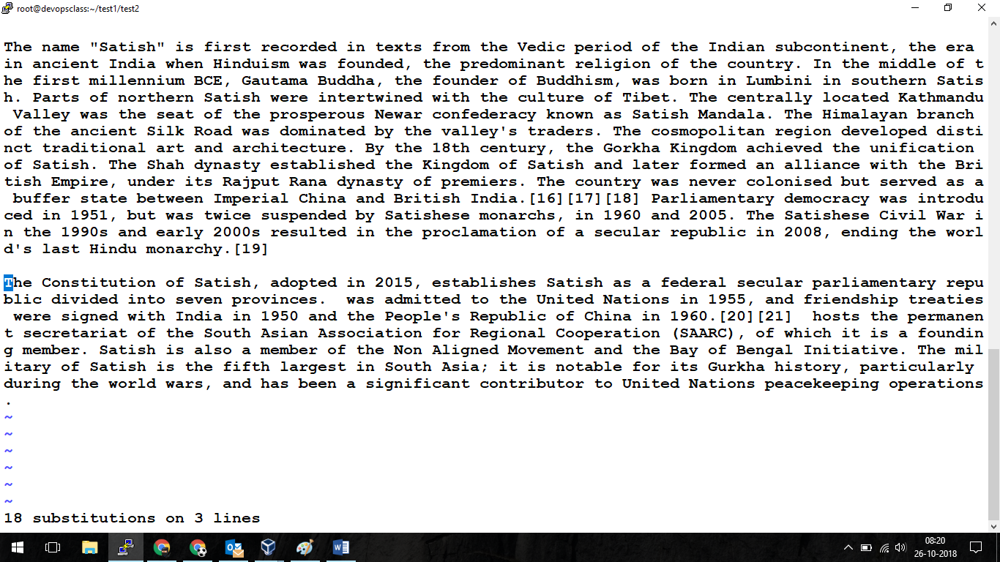 root@devopsclass:~/test1/test2
The name "Satish" is first recorded in texts from the Vedic period of the Indian subcontinent, the era
in ancient India when Hinduism was founded, the predominant religion of the country. In the middle of t
he first millennium BCE, Gautama Buddha, the founder of Buddhism, was born in Lumbini in southern Satis
h. Parts of northern Satish were intertwined with the culture of Tibet. The centrally located Kathmandu
 Valley was the seat of the prosperous Newar confederacy known as Satish Mandala. The Himalayan branch
of the ancient Silk Road was dominated by the valley's traders. The cosmopolitan region developed disti
nct traditional art and architecture. By the 18th century, the Gorkha Kingdom achieved the unification
of Satish. The Shah dynasty established the Kingdom of Satish and later formed an alliance with the Bri
tish Empire, under its Rajput Rana dynasty of premiers. The country was never colonised but served as a
 buffer state between Imperial China and British India.[16][17][18] Parliamentary democracy was introdu
ced in 1951, but was twice suspended by Satishese monarchs, in 1960 and 2005. The Satishese Civil War i
n the 1990s and early 2000s resulted in the proclamation of a secular republic in 2008, ending the worl
d's last Hindu monarchy.[19]
The Constitution of Satish, adopted in 2015, establishes Satish as a federal secular parliamentary repu
blic divided into seven provinces.  was admitted to the United Nations in 1955, and friendship treaties
 were signed with India in 1950 and the People's Republic of China in 1960.[20][21]  hosts the permanen
t secretariat of the South Asian Association for Regional Cooperation (SAARC), of which it is a foundin
g member. Satish is also a member of the Non Aligned Movement and the Bay of Bengal Initiative. The mil
itary of Satish is the fifth largest in South Asia; it is notable for its Gurkha history, particularly
during the world wars, and has been a significant contributor to United Nations peacekeeping operations
.
~
~
~
~
~
~
18 substitutions on 3 lines
08:20
26-10-2018